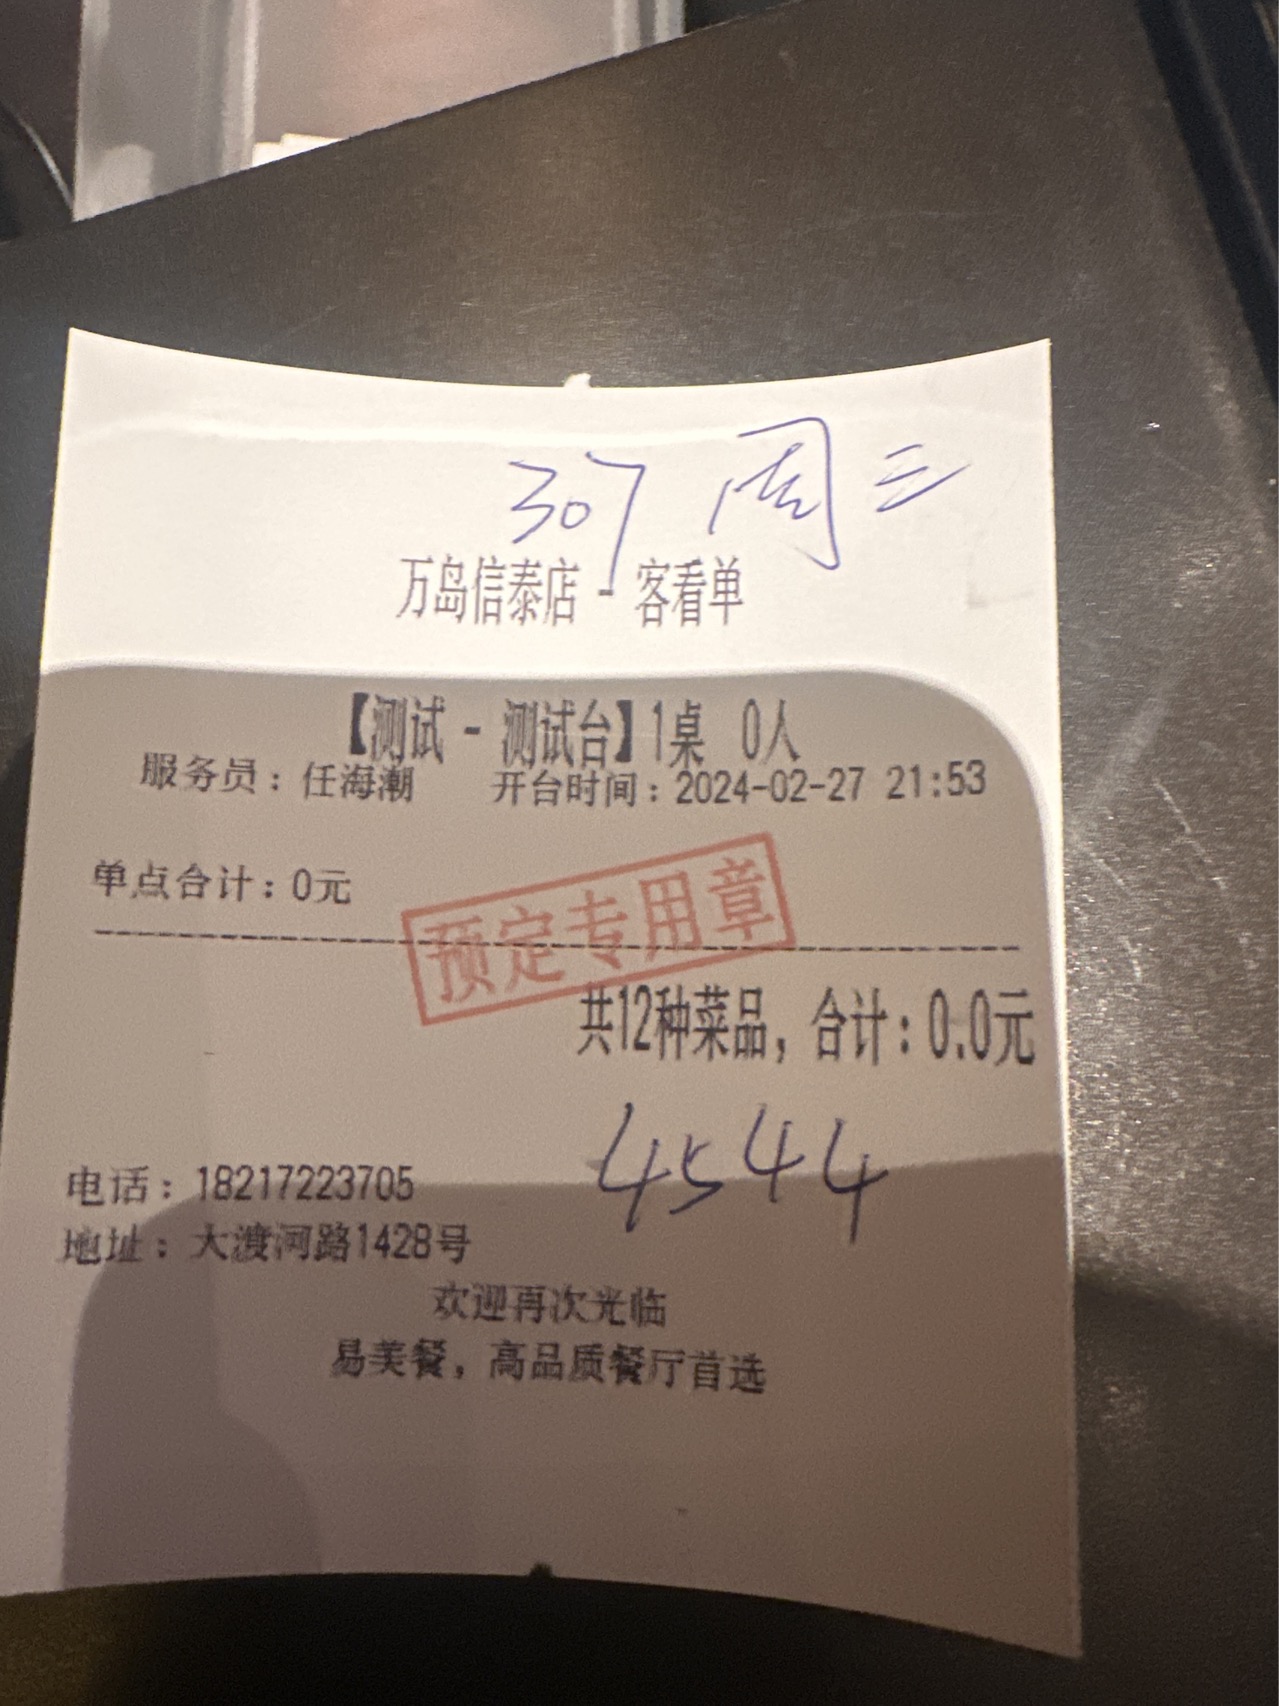 307 周三
万岛信泰店 - 客看单
【测试 - 测试台】1桌 0人
服务员：任海潮 开台时间：2024-02-27 21:53
单点合计：0元
预定专用章
共12种菜品，合计：0.0元
4544
电话：18217223705
地址：大渡河路1428号
欢迎再次光临
易美餐，高品质餐厅首选